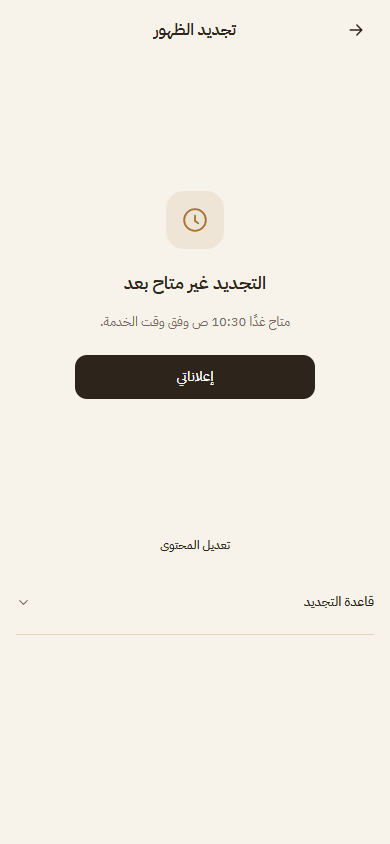 تجديد الظهور
التجديد غير متاح بعد
متاح غدًا 10:30 ص وفق وقت الخدمة.
إعلاناتي
تعديل المحتوى
قاعدة التجديد